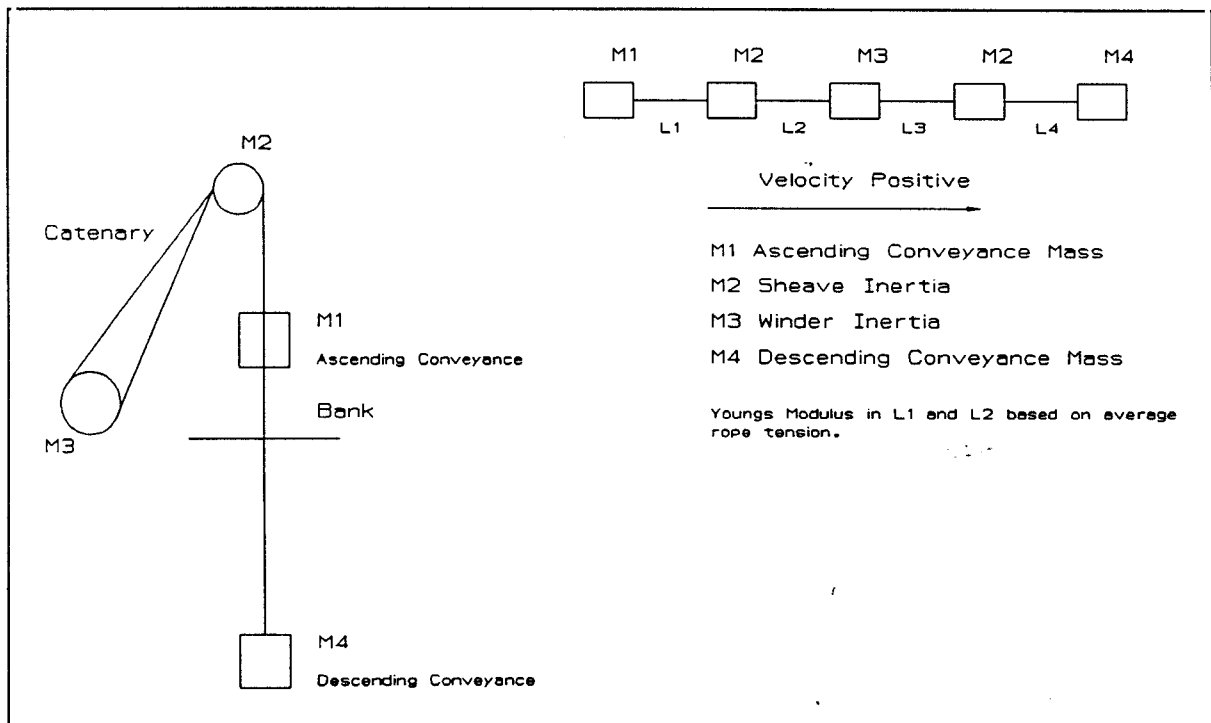 M1 M2 M3 M2 M4
L1 L2 L3 L4
Velocity Positive
M1 Ascending Conveyance Mass
M2 Sheave Inertia
M3 Winder Inertia
M4 Descending Conveyance Mass
Youngs Modulus in L1 and L2 based on average
rope tension.
M2
Catenary
M1
Ascending Conveyance
Bank
M3
M4
Descending Conveyance